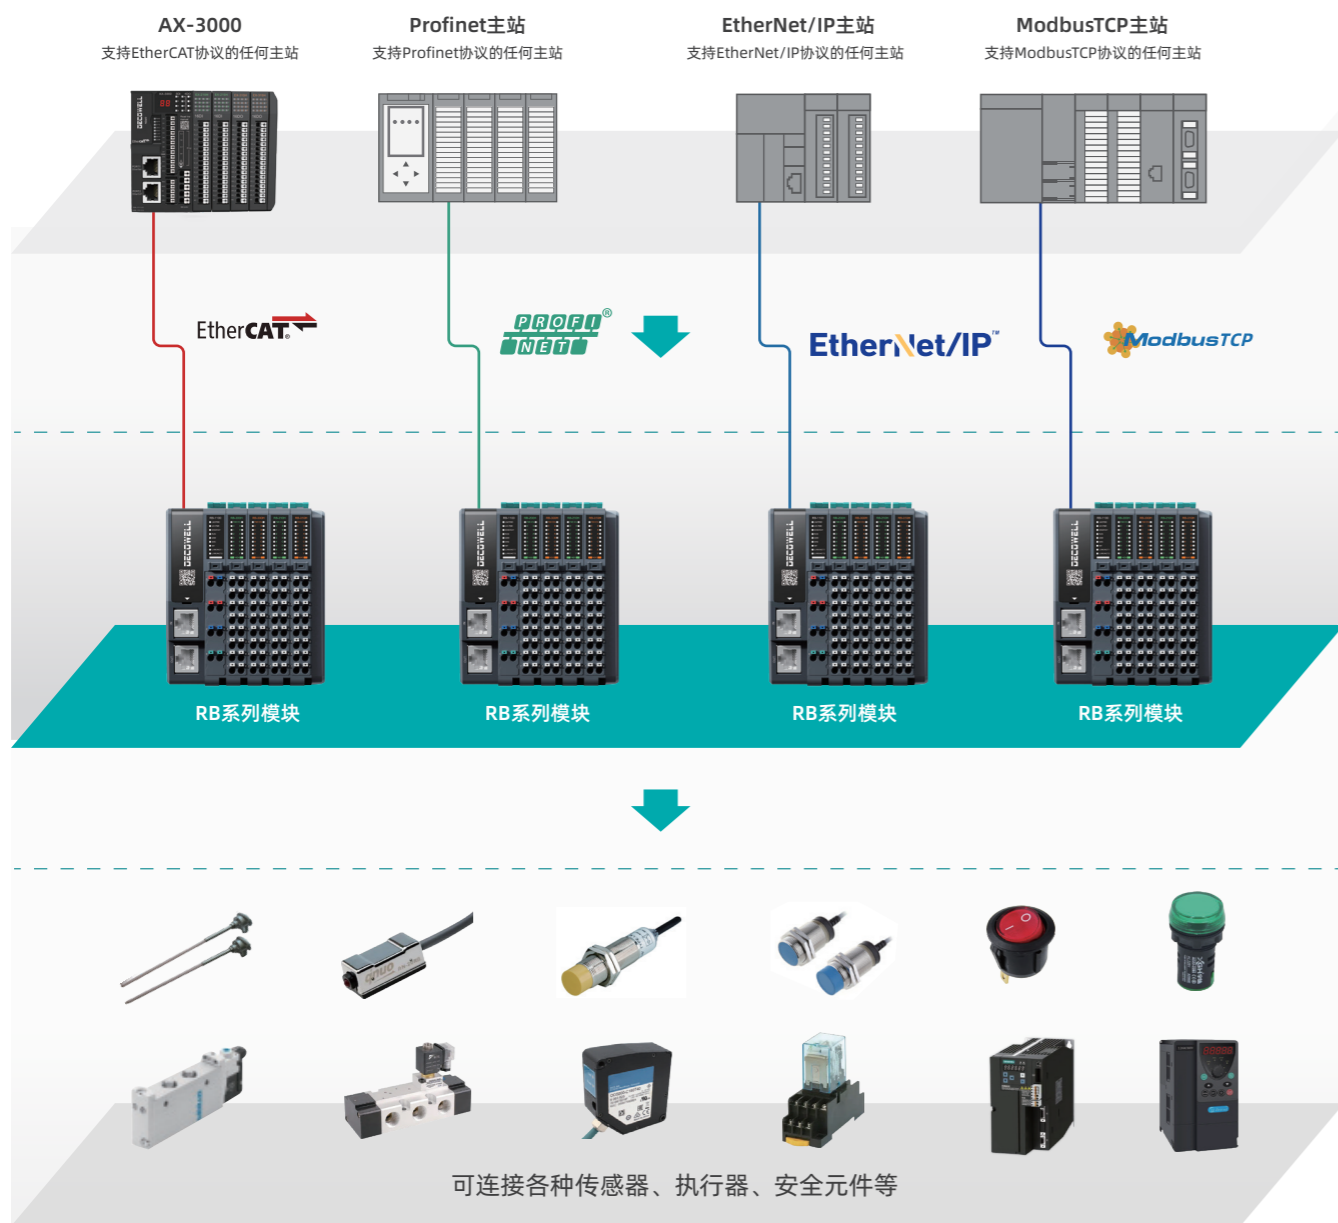 AX-3000
支持EtherCAT协议的任何主站
Profinet主站
支持Profinet协议的任何主站
EtherNet/IP主站
支持EtherNet/IP协议的任何主站
ModbusTCP主站
支持ModbusTCP协议的任何主站
DECOWELL
EtherCAT®
PROFI®
NET
EtherNet/IP™
ModbusTCP
DECOWELL
DECOWELL
DECOWELL
DECOWELL
RB系列模块
RB系列模块
RB系列模块
RB系列模块
可连接各种传感器、执行器、安全元件等